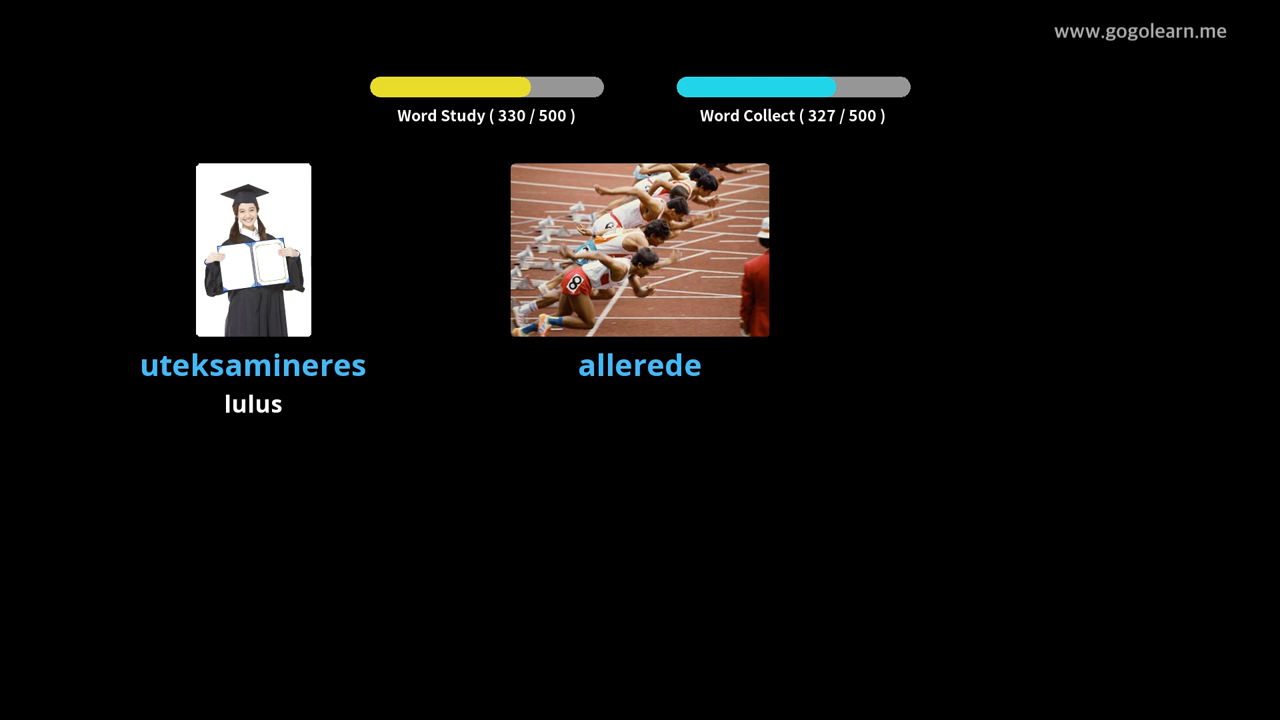 www.gogolearn.me
Word Study ( 330 / 500 )
Word Collect ( 327 / 500 )
uteksamineres
lulus
allerede